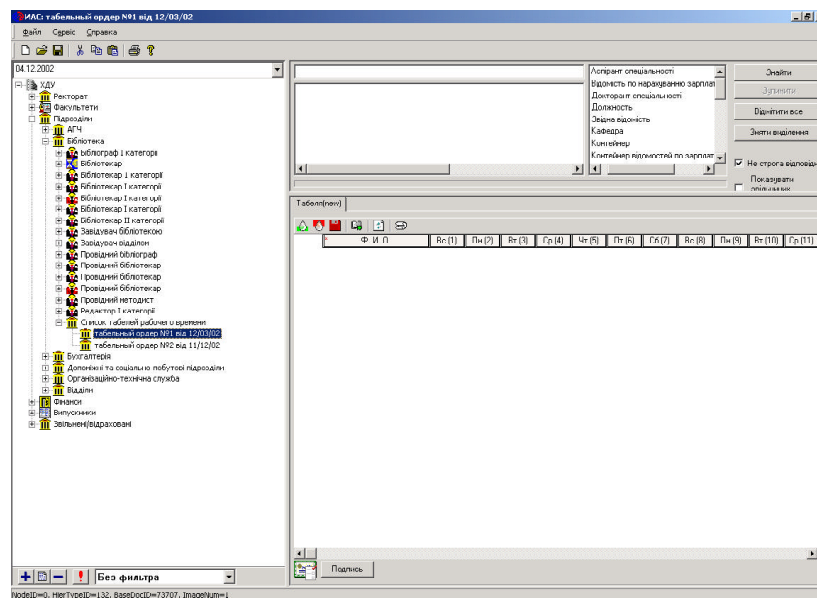 ИАС: табельный ордер №1 від 12/03/02
Файл Сервіс Справка
04.12.2002
ХДУ
Ректорат
Факультети
Підрозділи
АГЧ
Бібліотека
Бібліограф І категорії
Бібліотекар
Бібліотекар І категорії
Бібліотекар І категорії
Бібліотекар І категорії
Бібліотекар І категорії
Бібліотекар ІІ категорії
Завідувач бібліотекою
Завідувач відділом
Провідний бібліограф
Провідний бібліотекар
Провідний бібліотекар
Провідний бібліотекар
Провідний методист
Редактор І категорії
Список табелей рабочего времени
табельный ордер №1 від 12/03/02
табельный ордер №2 від 11/12/02
Бухгалтерія
Допоміжні та соціально побутові підрозділи
Організаційно-технічна служба
Відділи
Фінанси
Випускники
Звільнені/відраховані
Без фильтра
NodeID=0, HierTypeID=132, BaseDocID=73707, ImageNum=1
Аспірант спеціальності
Відомість по нарахуванню зарплат
Докторант спеціальності
Должность
Звідна відомість
Кафедра
Контейнер
Контейнер відомостей по зарплат
Знайти
Зупинити
Відмітити все
Зняти виділення
Не строга відповідн
Показувати
Табель(new)
Ф И О Вс (1) Пн (2) Вт (3) Ср (4) Чт (5) Пт (6) Сб (7) Вс (8) Пн (9) Вт (10) Ср (11)
Подпись